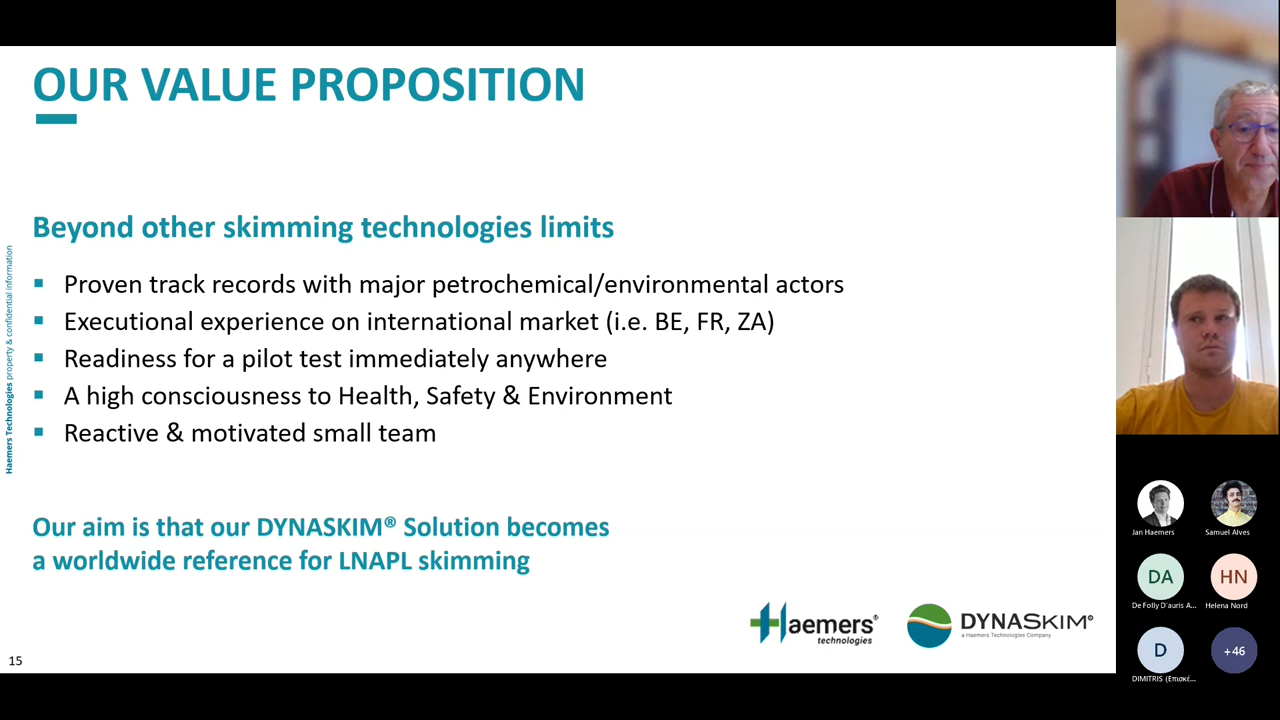 OUR VALUE PROPOSITION
Beyond other skimming technologies limits
▪ Proven track records with major petrochemical/environmental actors
▪ Executional experience on international market (i.e. BE, FR, ZA)
▪ Readiness for a pilot test immediately anywhere
▪ A high consciousness to Health, Safety & Environment
▪ Reactive & motivated small team
Our aim is that our DYNASKIM® Solution becomes
a worldwide reference for LNAPL skimming
Haemers Technologies property & confidential information
Haemers®
technologies
DYNASKIM®
a Haemers Technologies Company
15
Jan Haemers
Samuel Alves
DA
HN
De Folly D'auris A...
Helena Nord
D
+46
DIMITRIS (Επισκέ...